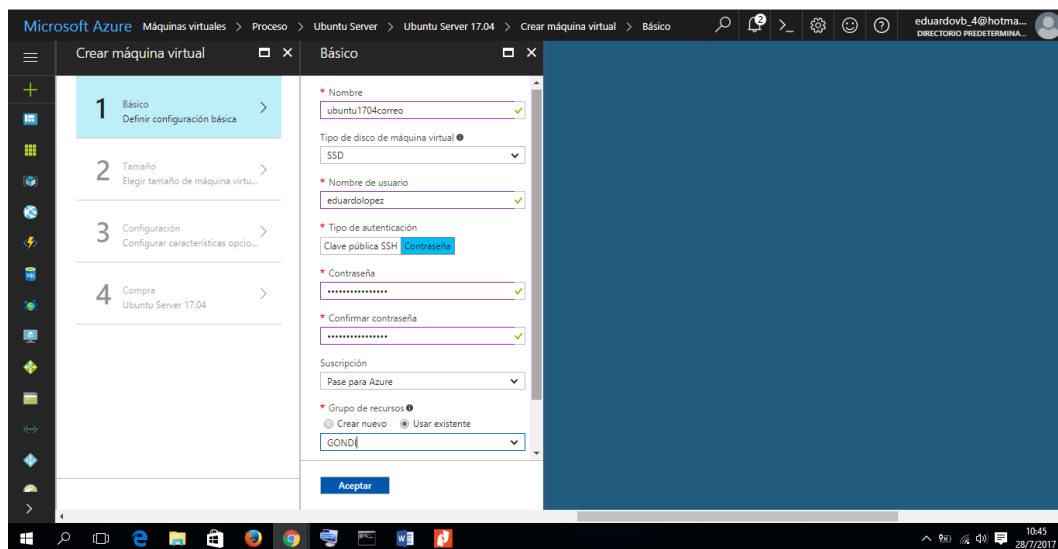 Microsoft Azure Máquinas virtuales > Proceso > Ubuntu Server > Ubuntu Server 17.04 > Crear máquina virtual > Básico
2
eduardovb_4@hotma...
DIRECTORIO PREDETERMINA...
Crear máquina virtual
1
Básico
Definir configuración básica
2
Tamaño
Elegir tamaño de máquina virtu...
3
Configuración
Configurar características opcio...
4
Compra
Ubuntu Server 17.04
Básico
* Nombre
ubuntu1704correo
Tipo de disco de máquina virtual
SSD
* Nombre de usuario
eduardolopez
* Tipo de autenticación
Clave pública SSH Contraseña
* Contraseña
••••••••••••••••
* Confirmar contraseña
••••••••••••••••
Suscripción
Pase para Azure
* Grupo de recursos
Crear nuevo Usar existente
GONDI
Aceptar
10:45
28/7/2017